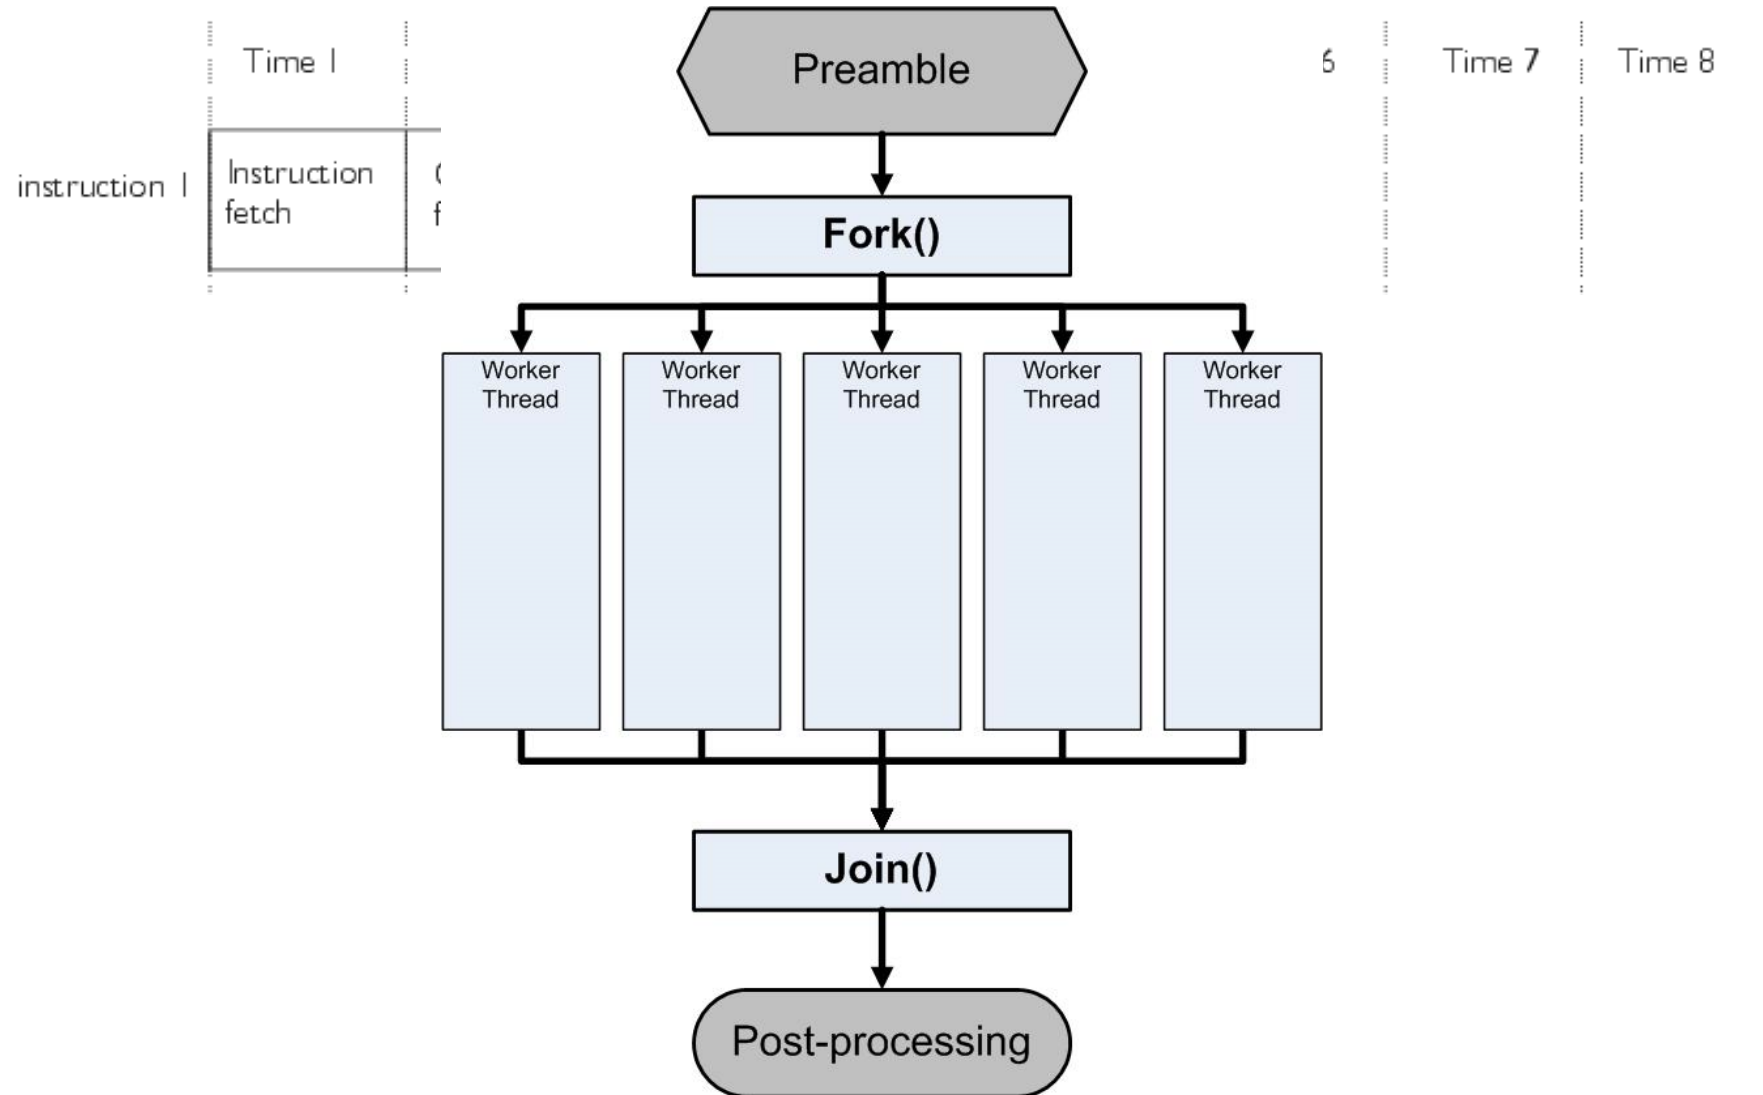 Time 1
Preamble
6
Time 7
Time 8
instruction 1
Instruction
fetch
f
Fork()
Worker
Thread
Worker
Thread
Worker
Thread
Worker
Thread
Worker
Thread
Join()
Post-processing